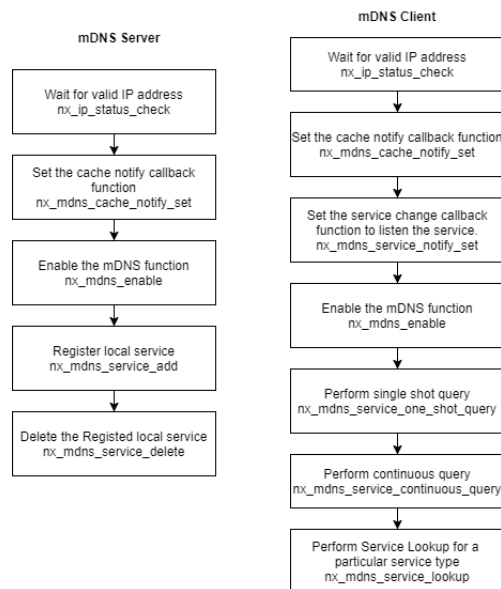 mDNS Server
Wait for valid IP address
nx_ip_status_check
Set the cache notify callback
function
nx_mdns_cache_notify_set
Enable the mDNS function
nx_mdns_enable
Register local service
nx_mdns_service_add
Delete the Registed local service
nx_mdns_service_delete
mDNS Client
Wait for valid IP address
nx_ip_status_check
Set the cache notify callback function
nx_mdns_cache_notify_set
Set the service change callback
function to listen the service.
nx_mdns_service_notify_set
Enable the mDNS function
nx_mdns_enable
Perform single shot query
nx_mdns_service_one_shot_query
Perform continuous query
nx_mdns_service_continuous_query
Perform Service Lookup for a
particular service type
nx_mdns_service_lookup